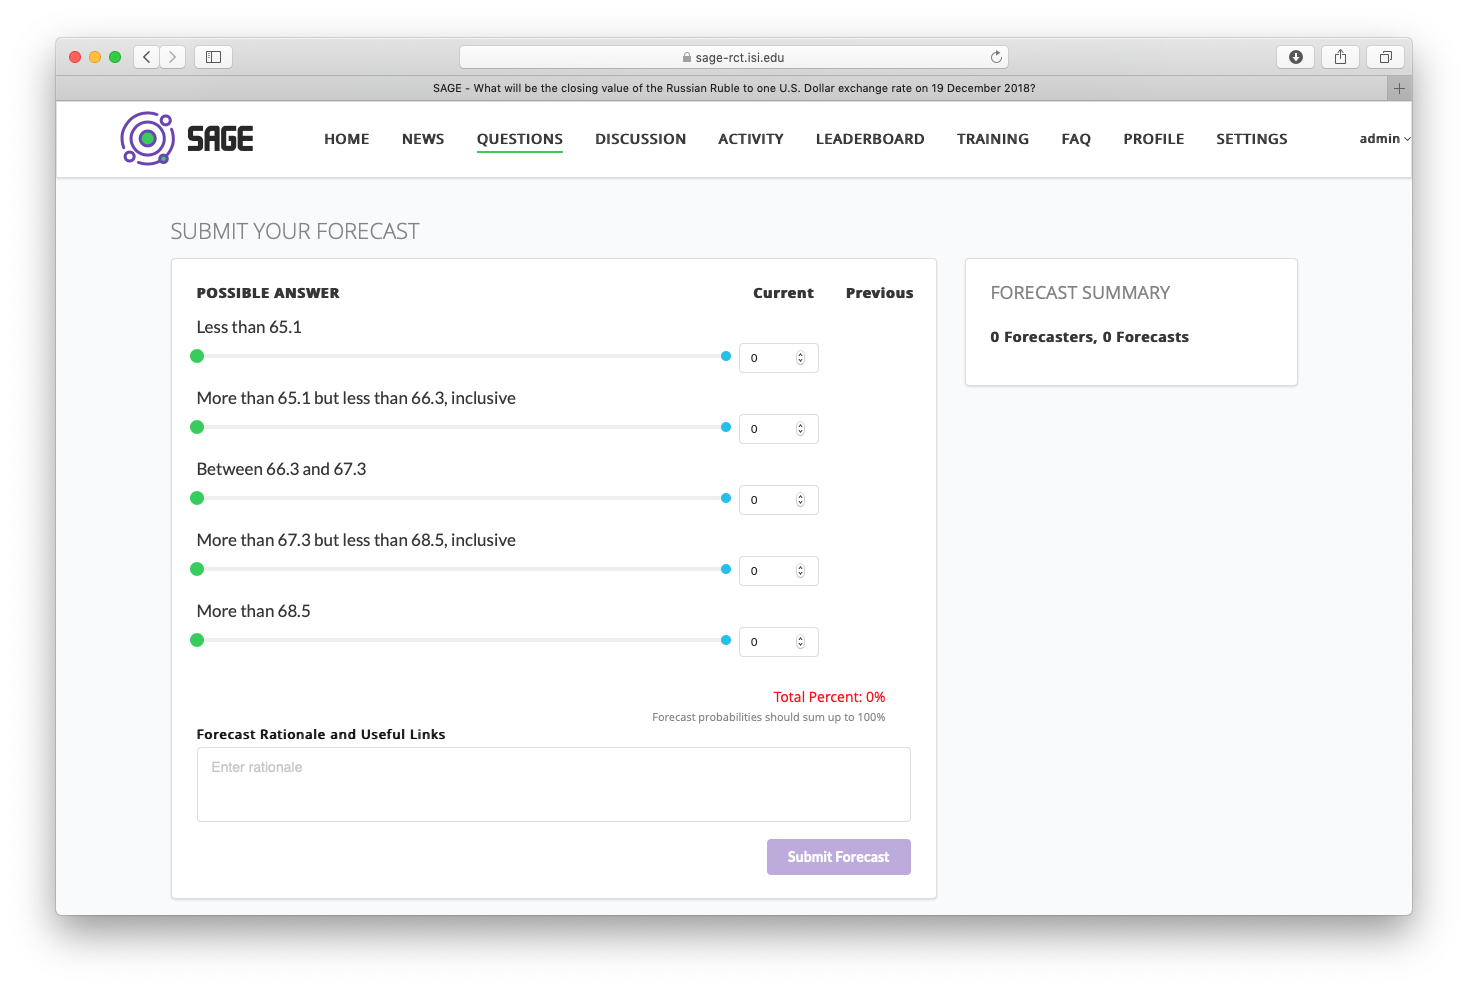 sage-rct.isi.edu
SAGE - What will be the closing value of the Russian Ruble to one U.S. Dollar exchange rate on 19 December 2018?
SAGE HOME NEWS QUESTIONS DISCUSSION ACTIVITY LEADERBOARD TRAINING FAQ PROFILE SETTINGS admin
SUBMIT YOUR FORECAST
POSSIBLE ANSWER Current Previous
Less than 65.1
0
More than 65.1 but less than 66.3, inclusive
0
Between 66.3 and 67.3
0
More than 67.3 but less than 68.5, inclusive
0
More than 68.5
0
Total Percent: 0%
Forecast probabilities should sum up to 100%
Forecast Rationale and Useful Links
Enter rationale
Submit Forecast
FORECAST SUMMARY
0 Forecasters, 0 Forecasts